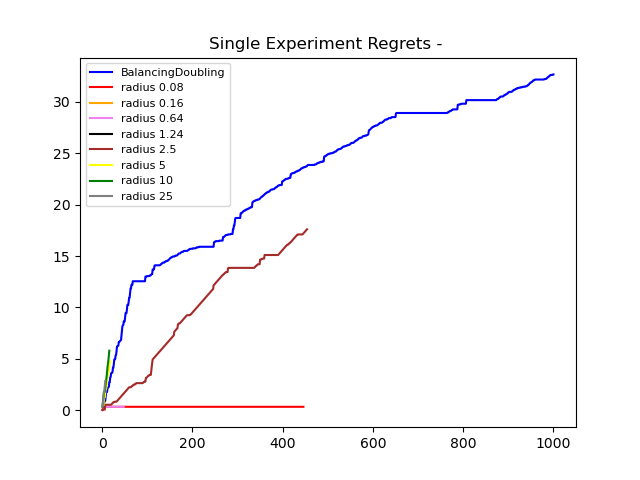 Single Experiment Regrets -
BalancingDoubling
radius 0.08
radius 0.16
radius 0.64
radius 1.24
radius 2.5
radius 5
radius 10
radius 25
30
25
20
15
10
5
0
0 200 400 600 800 1000